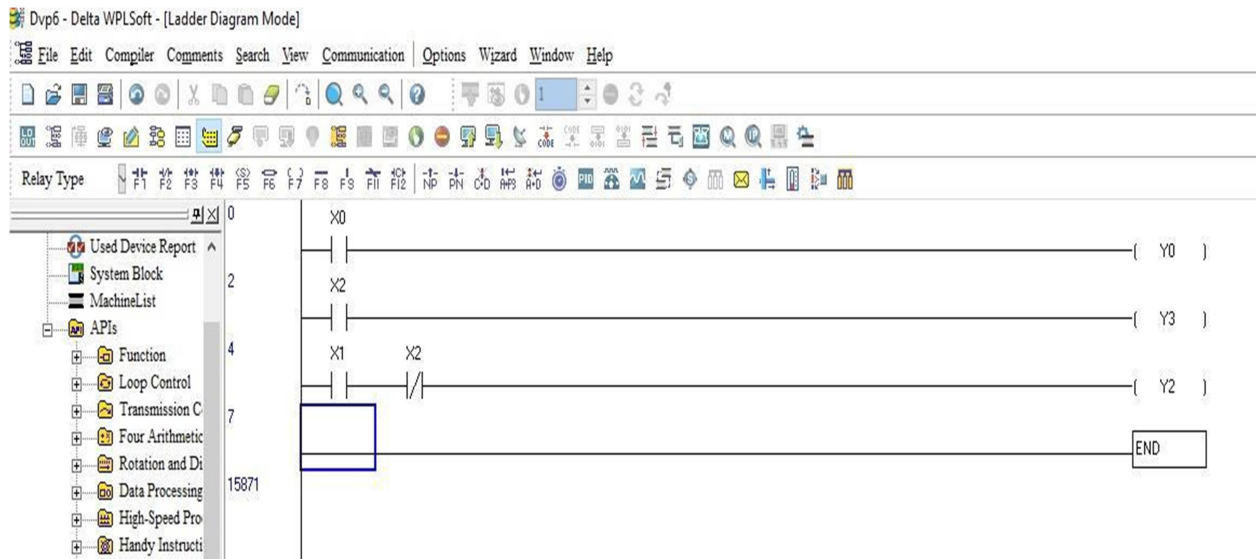 Dvp6 - Delta WPLSoft - [Ladder Diagram Mode]
File Edit Compiler Comments Search View Communication Options Wizard Window Help
1
Relay Type F1 F2 F3 F4 F5 F6 F7 F8 F9 F11 F12 NP PN
Used Device Report
System Block
MachineList
APIs
Function
Loop Control
Transmission C
Four Arithmetic
Rotation and Di
Data Processing
High-Speed Pro
Handy Instructi
0 X0 ( Y0 )
2 X2 ( Y3 )
4 X1 X2 ( Y2 )
7 END
15871